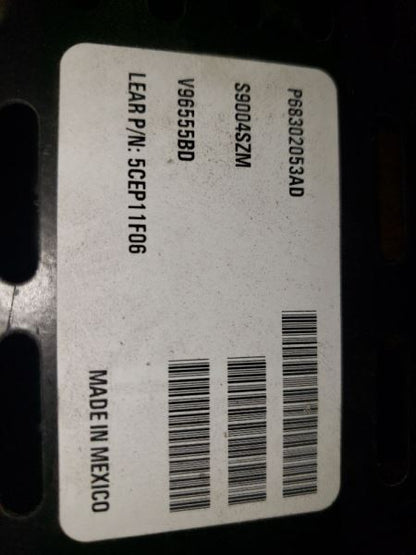 P68302053AD
S9004SZM
V96555BD
LEAR P/N: 5CEP11F06
MADE IN MEXICO